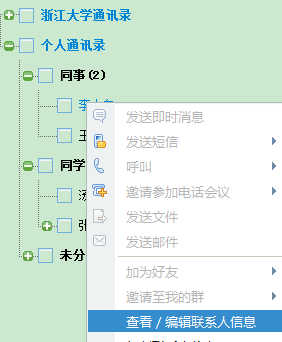 浙江大学通讯录
个人通讯录
同事 (2)
李
王
同学
张
未分
发送即时消息
发送短信
呼叫
邀请参加电话会议
发送文件
发送邮件
加为好友
邀请至我的群
查看 / 编辑联系人信息